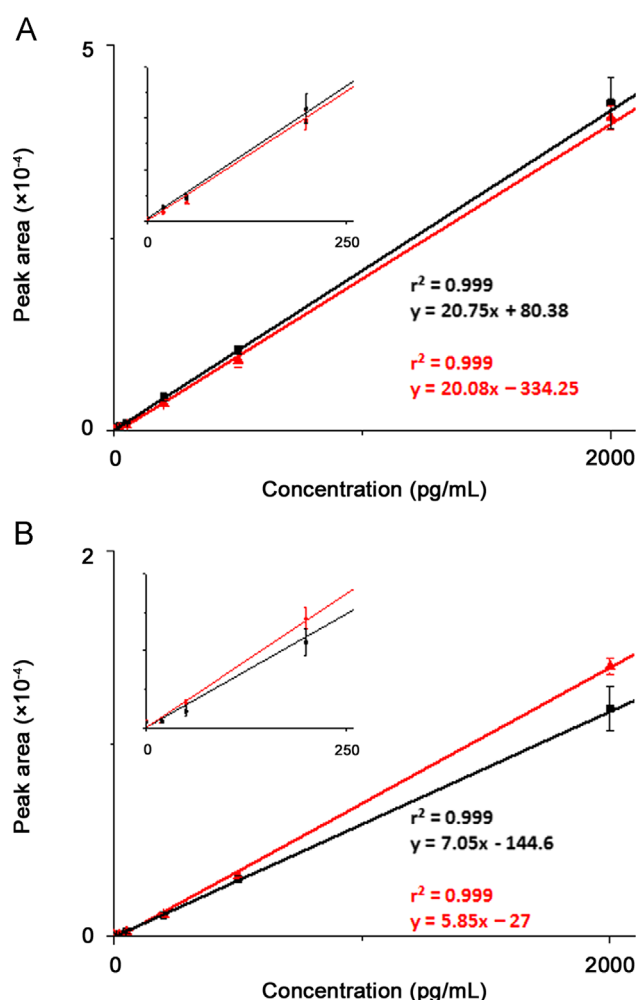 A
5
Peak area (×10⁻⁴)
0
250
r² = 0.999
y = 20.75x + 80.38
r² = 0.999
y = 20.08x − 334.25
0
0
2000
Concentration (pg/mL)
B
2
Peak area (×10⁻⁴)
0
250
r² = 0.999
y = 7.05x - 144.6
r² = 0.999
y = 5.85x − 27
0
0
2000
Concentration (pg/mL)